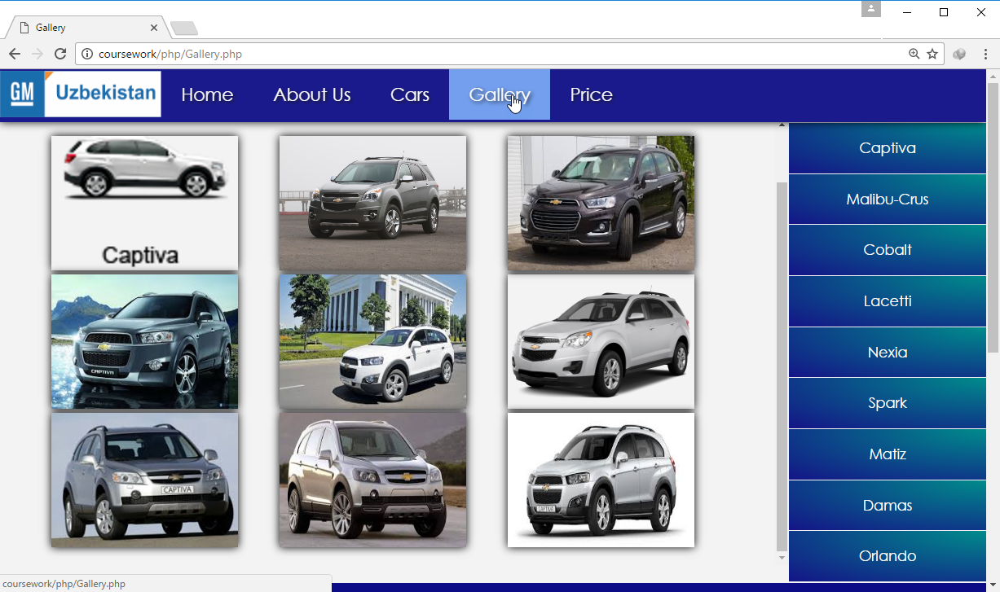 Gallery
coursework/php/Gallery.php
GM Uzbekistan Home About Us Cars Gallery Price
Captiva
CAPTIVA
CAPTIVA
CAPTIVA
Captiva
Malibu-Crus
Cobalt
Lacetti
Nexia
Spark
Matiz
Damas
Orlando
coursework/php/Gallery.php